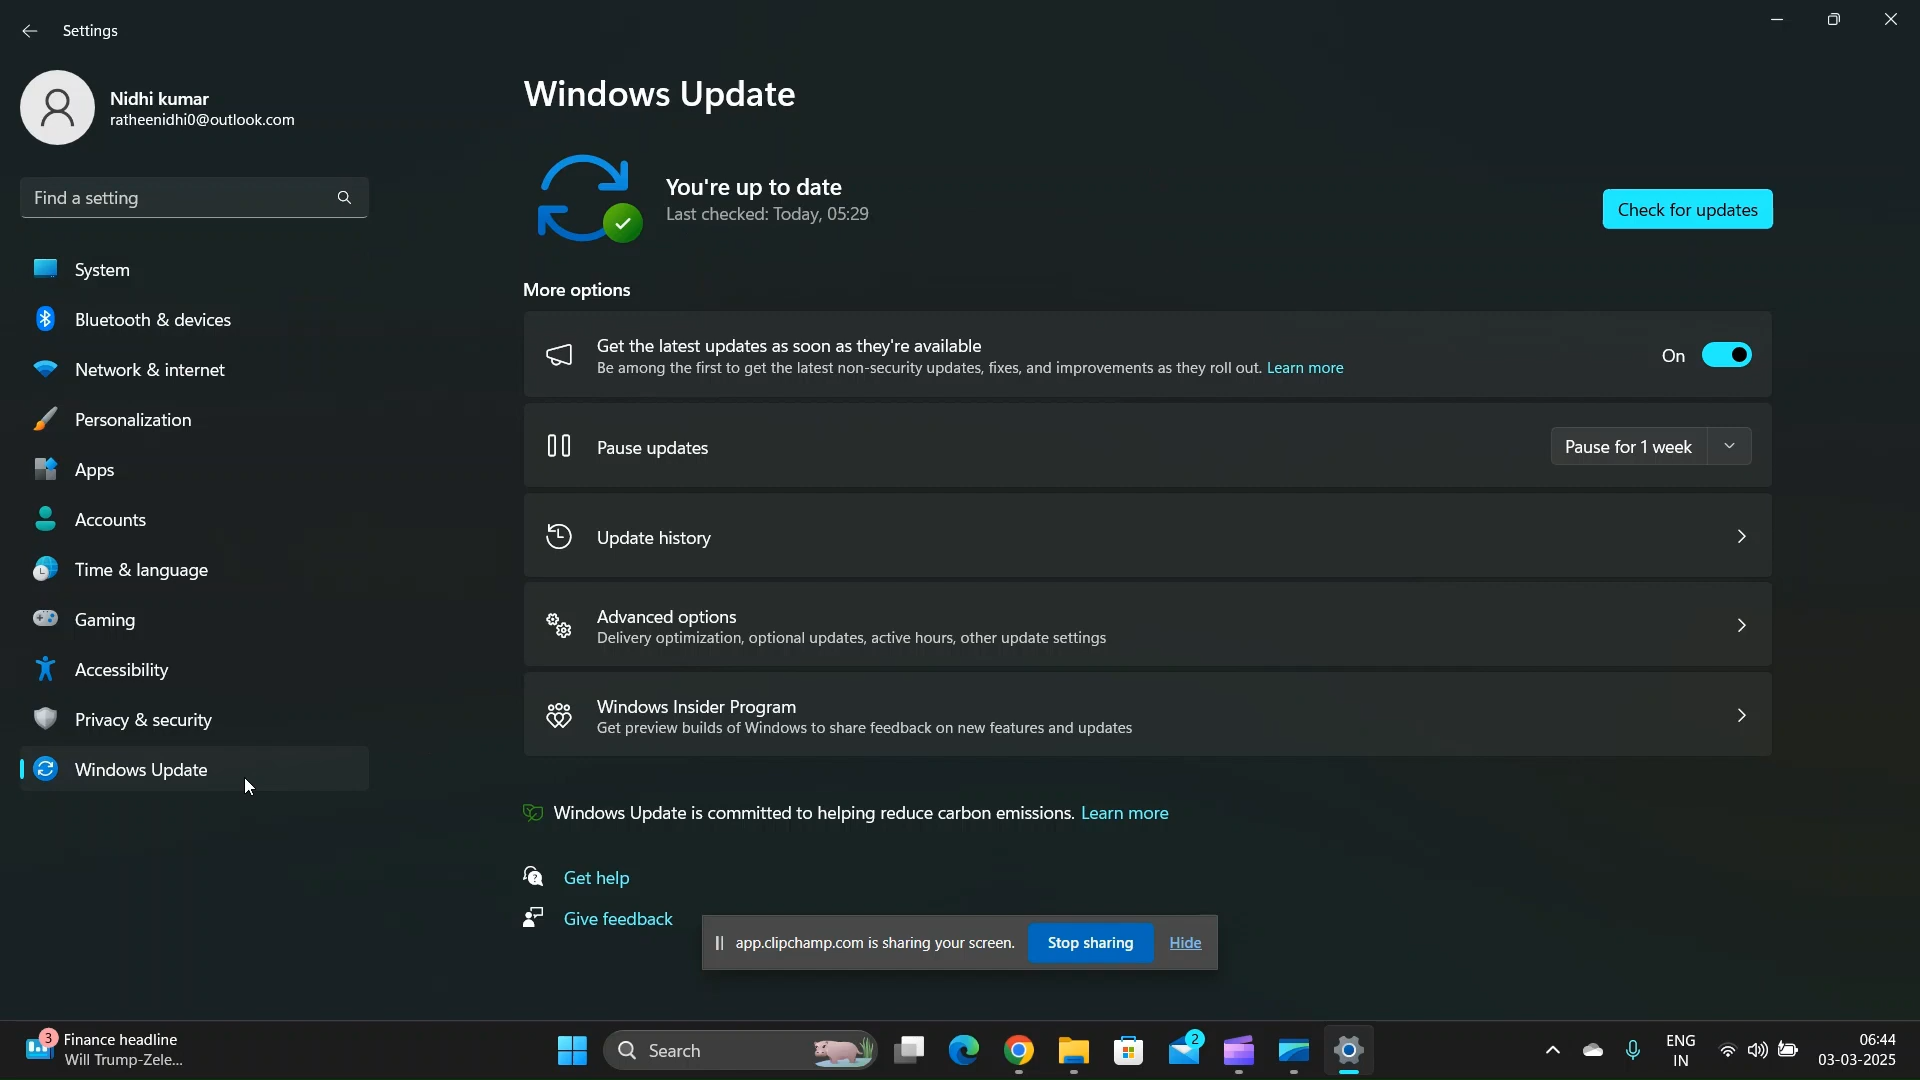 Settings
Nidhi kumar
ratheenidhi0@outlook.com
Find a setting
System
Bluetooth & devices
Network & internet
Personalization
Apps
Accounts
Time & language
Gaming
Accessibility
Privacy & security
Windows Update
Windows Update
You're up to date
Last checked: Today, 05:29
Check for updates
More options
Get the latest updates as soon as they're available
Be among the first to get the latest non-security updates, fixes, and improvements as they roll out. Learn more
On
Pause updates
Pause for 1 week
Update history
Advanced options
Delivery optimization, optional updates, active hours, other update settings
Windows Insider Program
Get preview builds of Windows to share feedback on new features and updates
Windows Update is committed to helping reduce carbon emissions. Learn more
Get help
Give feedback
app.clipchamp.com is sharing your screen. Stop sharing Hide
3
Finance headline
Will Trump-Zele...
Search
2
ENG
IN
06:44
03-03-2025